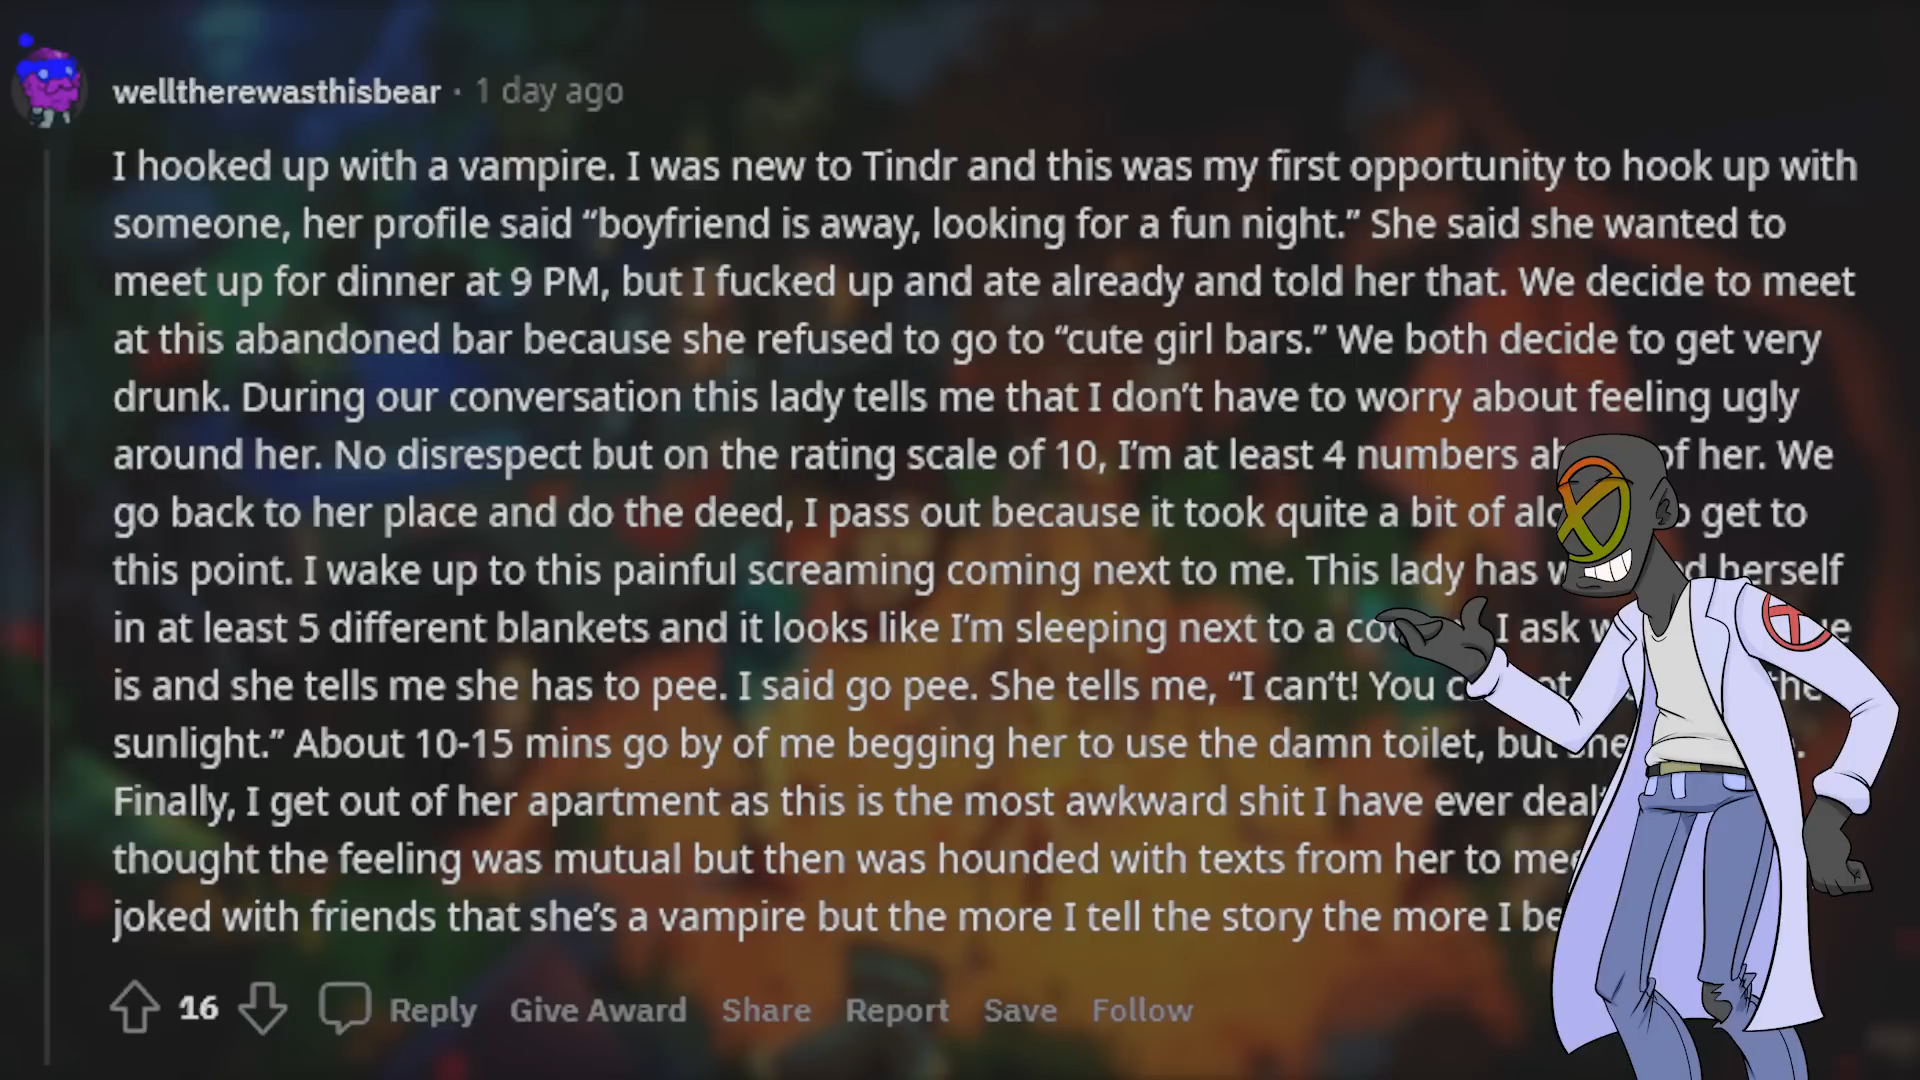 welltherewasthisbear · 1 day ago
I hooked up with a vampire. I was new to Tindr and this was my first opportunity to hook up with
someone, her profile said “boyfriend is away, looking for a fun night.” She said she wanted to
meet up for dinner at 9 PM, but I fucked up and ate already and told her that. We decide to meet
at this abandoned bar because she refused to go to “cute girl bars.” We both decide to get very
drunk. During our conversation this lady tells me that I don’t have to worry about feeling ugly
around her. No disrespect but on the rating scale of 10, I’m at least 4 numbers of her. We
go back to her place and do the deed, I pass out because it took quite a bit of get to
this point. I wake up to this painful screaming coming next to me. This lady has herself
in at least 5 different blankets and it looks like I’m sleeping next to a I ask
is and she tells me she has to pee. I said go pee. She tells me, “I can’t! You
sunlight.” About 10-15 mins go by of me begging her to use the damn toilet, but
Finally, I get out of her apartment as this is the most awkward shit I have ever
thought the feeling was mutual but then was hounded with texts from her to
joked with friends that she’s a vampire but the more I tell the story the more I
16 Reply Give Award Share Report Save Follow